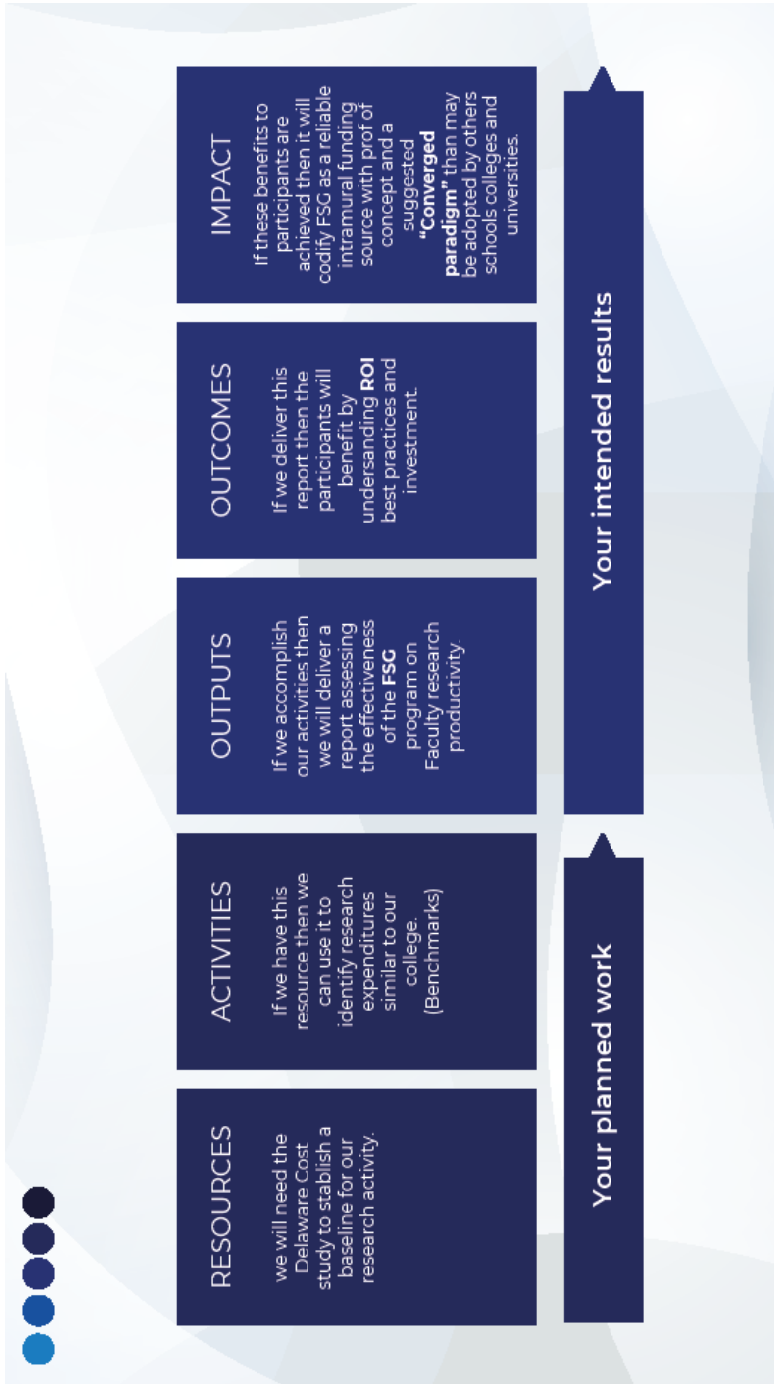 RESOURCES
we will need the
Delaware Cost
study to stablish a
baseline for our
research activity.
ACTIVITIES
If we have this
resource then we
can use it to
identify research
expenditures
similar to our
college.
(Benchmarks)
OUTPUTS
If we accomplish
our activities then
we will deliver a
report assessing
the effectiveness
of the FSG
program on
Faculty research
productivity.
OUTCOMES
If we deliver this
report then the
participants will
benefit by
undersanding ROI
best practices and
investment.
IMPACT
If these benefits to
participants are
achieved then it will
codify FSG as a reliable
intramural funding
source with prof of
concept and a
suggested
“Converged
paradigm” than may
be adopted by others
schools colleges and
universities.
Your planned work
Your intended results